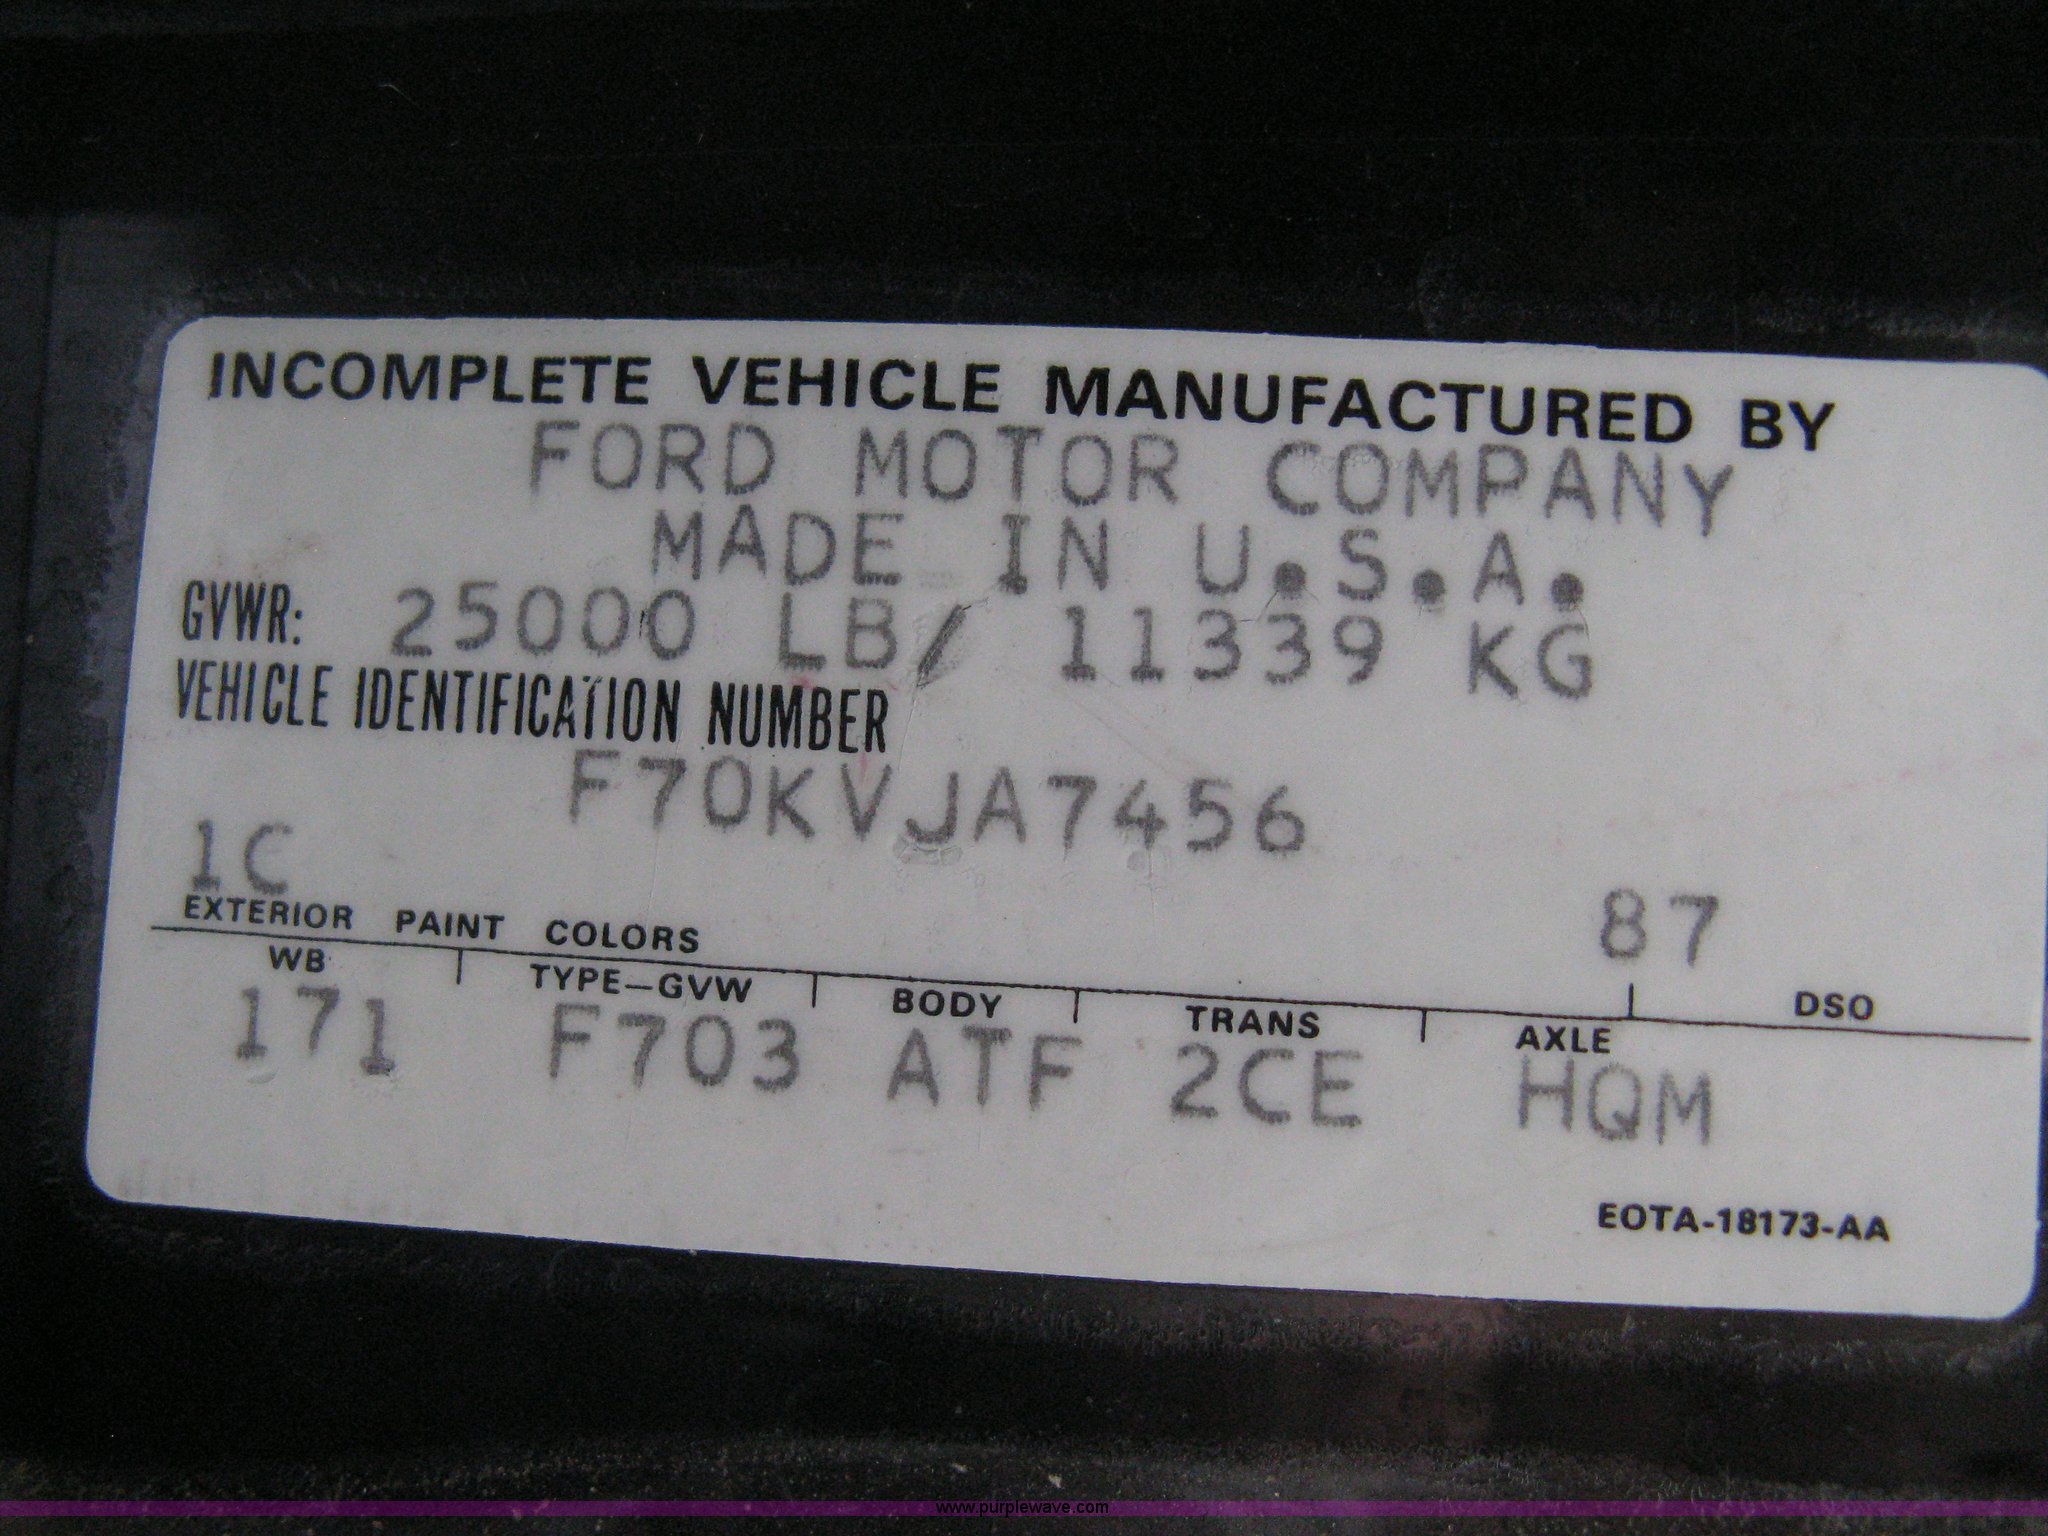 INCOMPLETE VEHICLE MANUFACTURED BY
FORD MOTOR COMPANY
MADE IN U.S.A.
GVWR: 25000 LB/ 11339 KG
VEHICLE IDENTIFICATION NUMBER
F70KVJA7456
1C
87
EXTERIOR PAINT COLORS
DSO
WB TYPE-GVW BODY TRANS AXLE
171 F703 ATF 2CE HQM
EOTA-18173-AA
www.purplewave.com